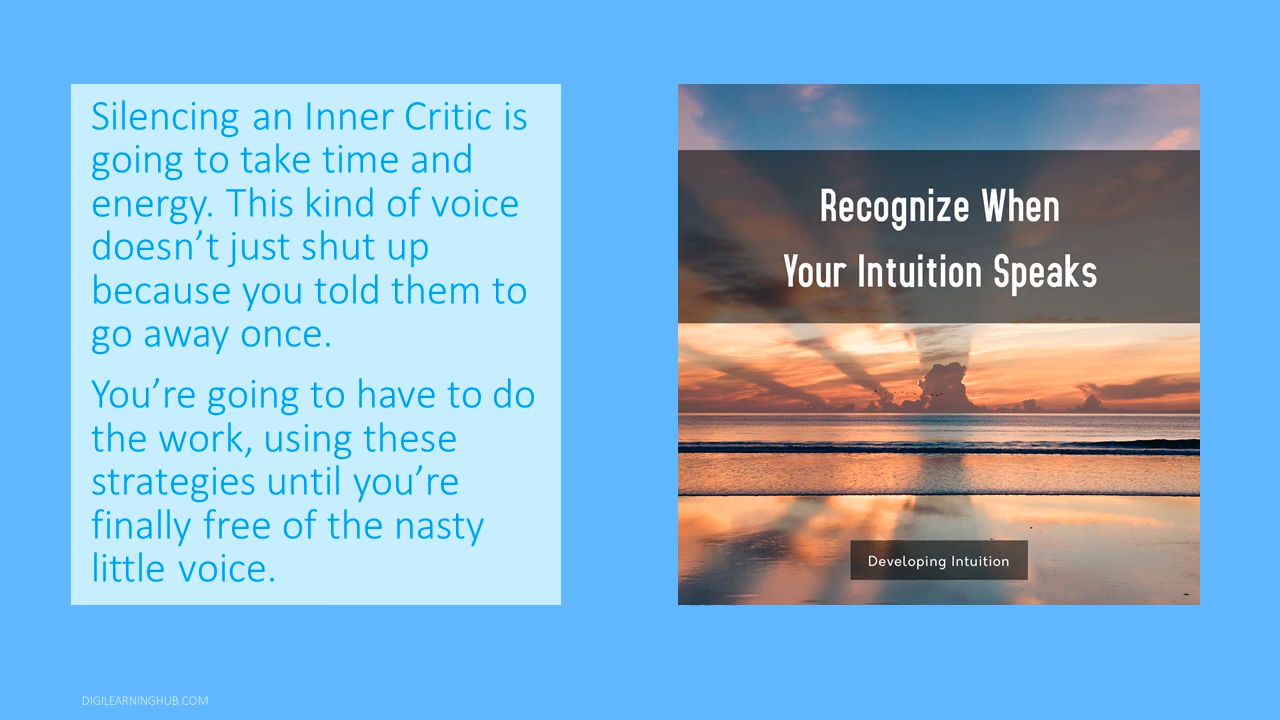 Silencing an Inner Critic is
going to take time and
energy. This kind of voice
doesn’t just shut up
because you told them to
go away once.
You’re going to have to do
the work, using these
strategies until you’re
finally free of the nasty
little voice.
Recognize When
Your Intuition Speaks
Developing Intuition
DIGILEARNINGHUB.COM